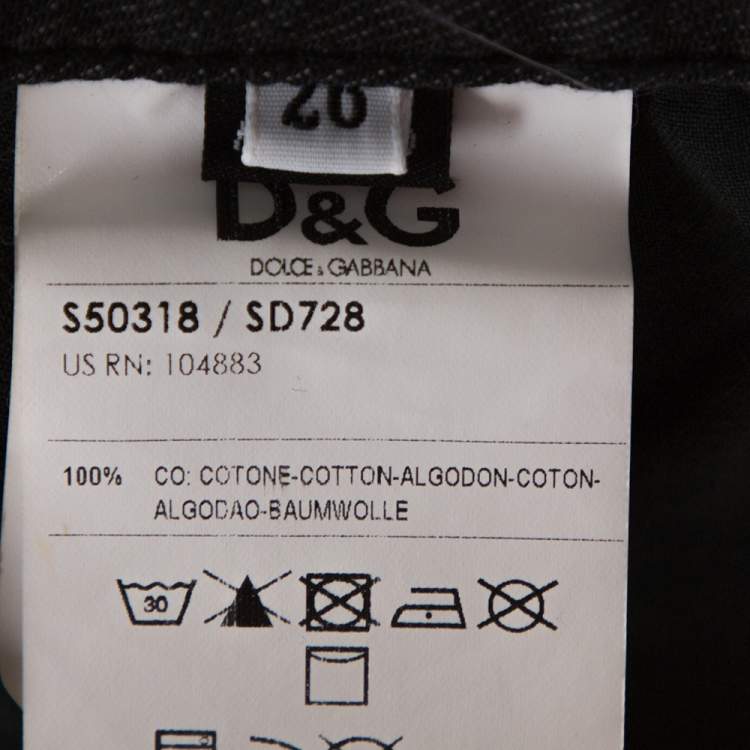 26
D&G
DOLCE & GABBANA
S50318 / SD728
US RN: 104883
100% CO: COTONE-COTTON-ALGODON-COTON-
ALGODAO-BAUMWOLLE
30